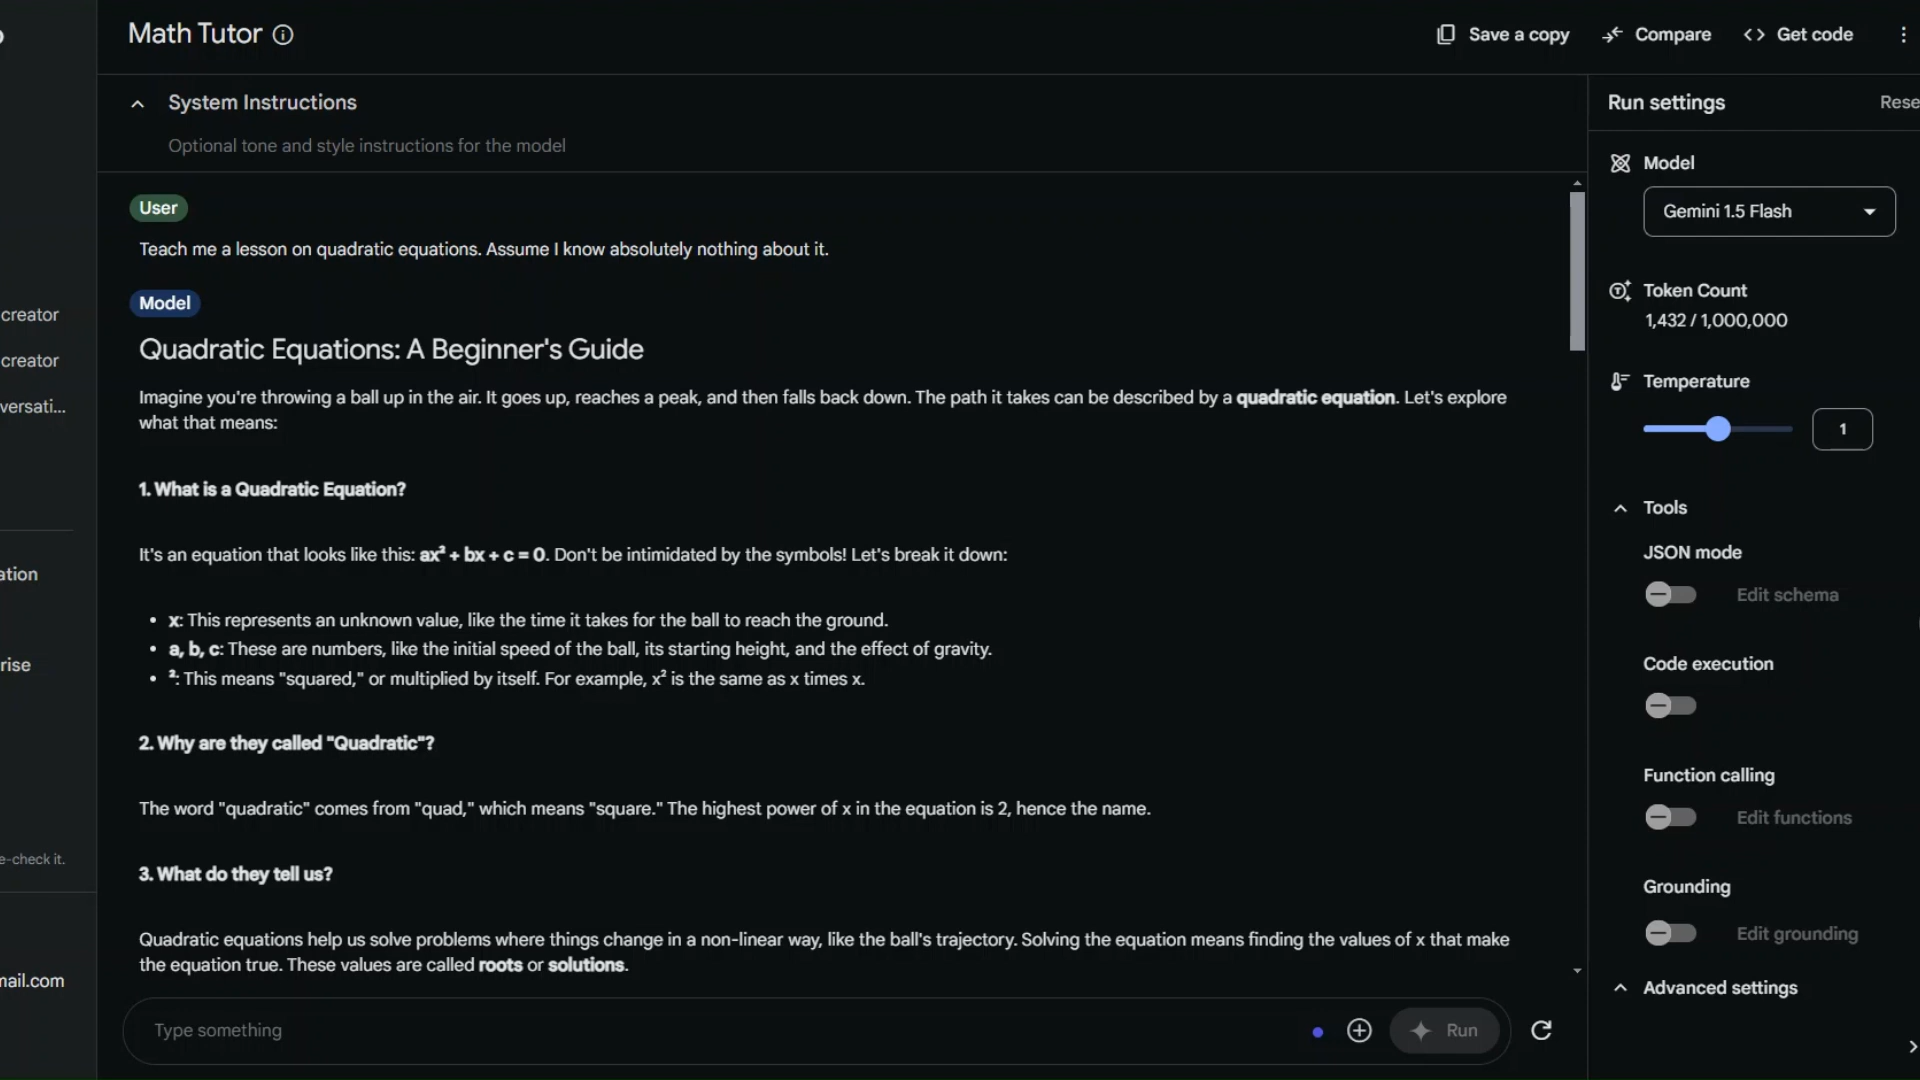 Math Tutor
Save a copy
Compare
Get code
System Instructions
Optional tone and style instructions for the model
User
Teach me a lesson on quadratic equations. Assume I know absolutely nothing about it.
Model
Quadratic Equations: A Beginner's Guide
Imagine you're throwing a ball up in the air. It goes up, reaches a peak, and then falls back down. The path it takes can be described by a quadratic equation. Let's explore
what that means:
1. What is a Quadratic Equation?
It's an equation that looks like this: ax² + bx + c = 0. Don't be intimidated by the symbols! Let's break it down:
• x: This represents an unknown value, like the time it takes for the ball to reach the ground.
• a, b, c: These are numbers, like the initial speed of the ball, its starting height, and the effect of gravity.
• ²: This means "squared," or multiplied by itself. For example, x² is the same as x times x.
2. Why are they called "Quadratic"?
The word "quadratic" comes from "quad," which means "square." The highest power of x in the equation is 2, hence the name.
3. What do they tell us?
Quadratic equations help us solve problems where things change in a non-linear way, like the ball's trajectory. Solving the equation means finding the values of x that make
the equation true. These values are called roots or solutions.
Type something
Run
Run settings
Rese
Model
Gemini 1.5 Flash
Token Count
1,432 / 1,000,000
Temperature
1
Tools
JSON mode
Edit schema
Code execution
Function calling
Edit functions
Grounding
Edit grounding
Advanced settings
creator
creator
versati...
ation
rise
e-check it.
mail.com